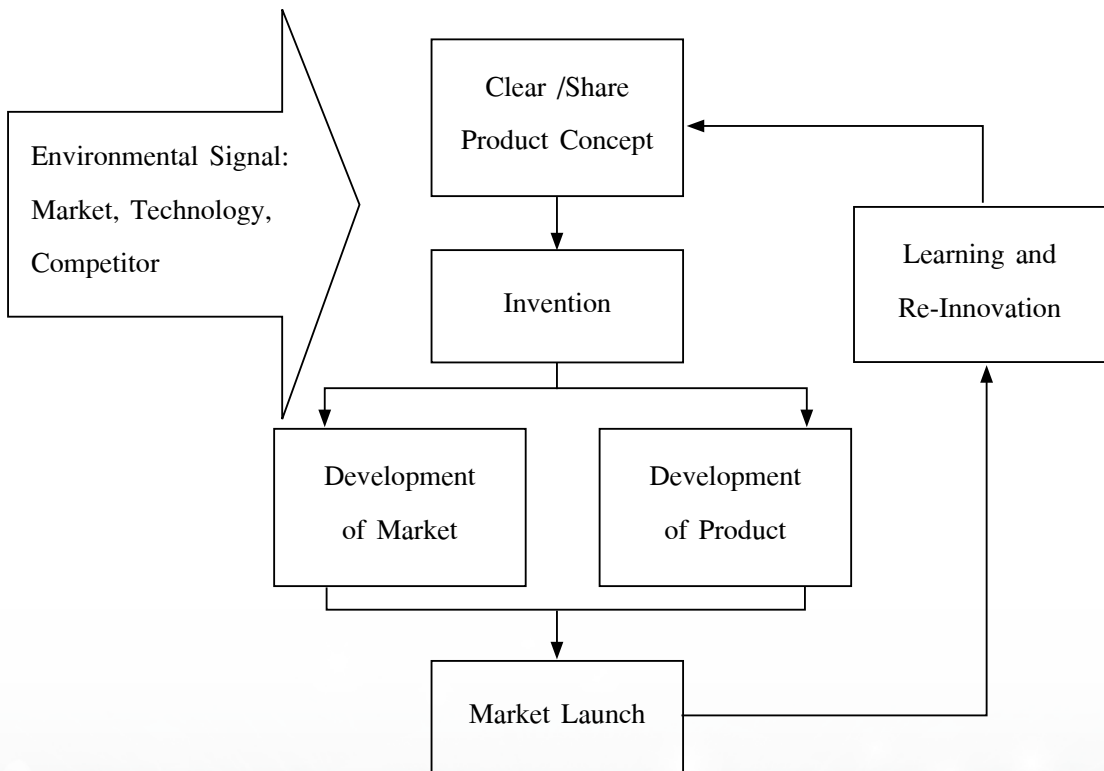 Clear /Share
Product Concept
Environmental Signal:
Market, Technology,
Competitor
Learning and
Re-Innovation
Invention
Development
of Market
Development
of Product
Market Launch